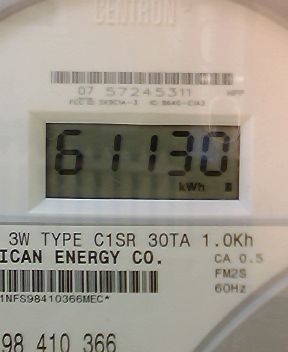 CENTRON
07 57245311
61130
kWh
3W TYPE C1SR 30TA 1.0Kh
ICAN ENERGY CO.
CA 0.5
FM2S
60Hz
1NFS98410366MEC*
98 410 366